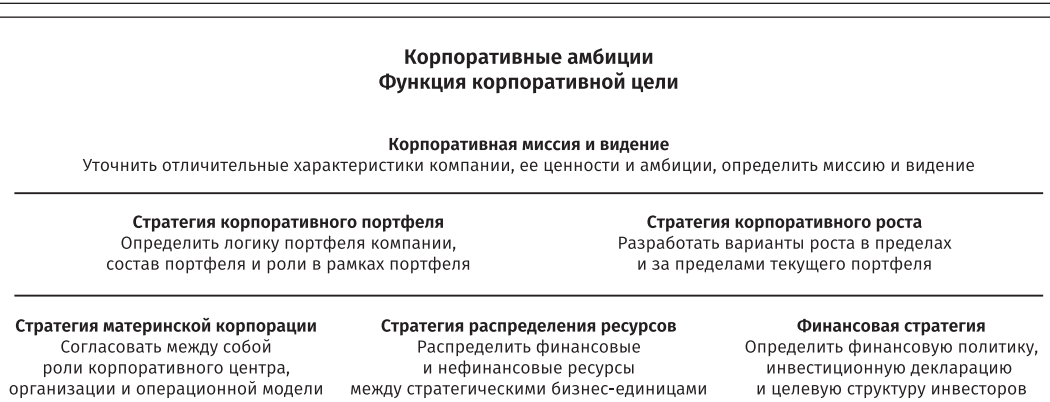 Корпоративные амбиции
Функция корпоративной цели
Корпоративная миссия и видение
Уточнить отличительные характеристики компании, ее ценности и амбиции, определить миссию и видение
Стратегия корпоративного портфеля
Определить логику портфеля компании,
состав портфеля и роли в рамках портфеля
Стратегия корпоративного роста
Разработать варианты роста в пределах
и за пределами текущего портфеля
Стратегия материнской корпорации
Согласовать между собой
роли корпоративного центра,
организации и операционной модели
Стратегия распределения ресурсов
Распределить финансовые
и нефинансовые ресурсы
между стратегическими бизнес-единицами
Финансовая стратегия
Определить финансовую политику,
инвестиционную декларацию
и целевую структуру инвесторов